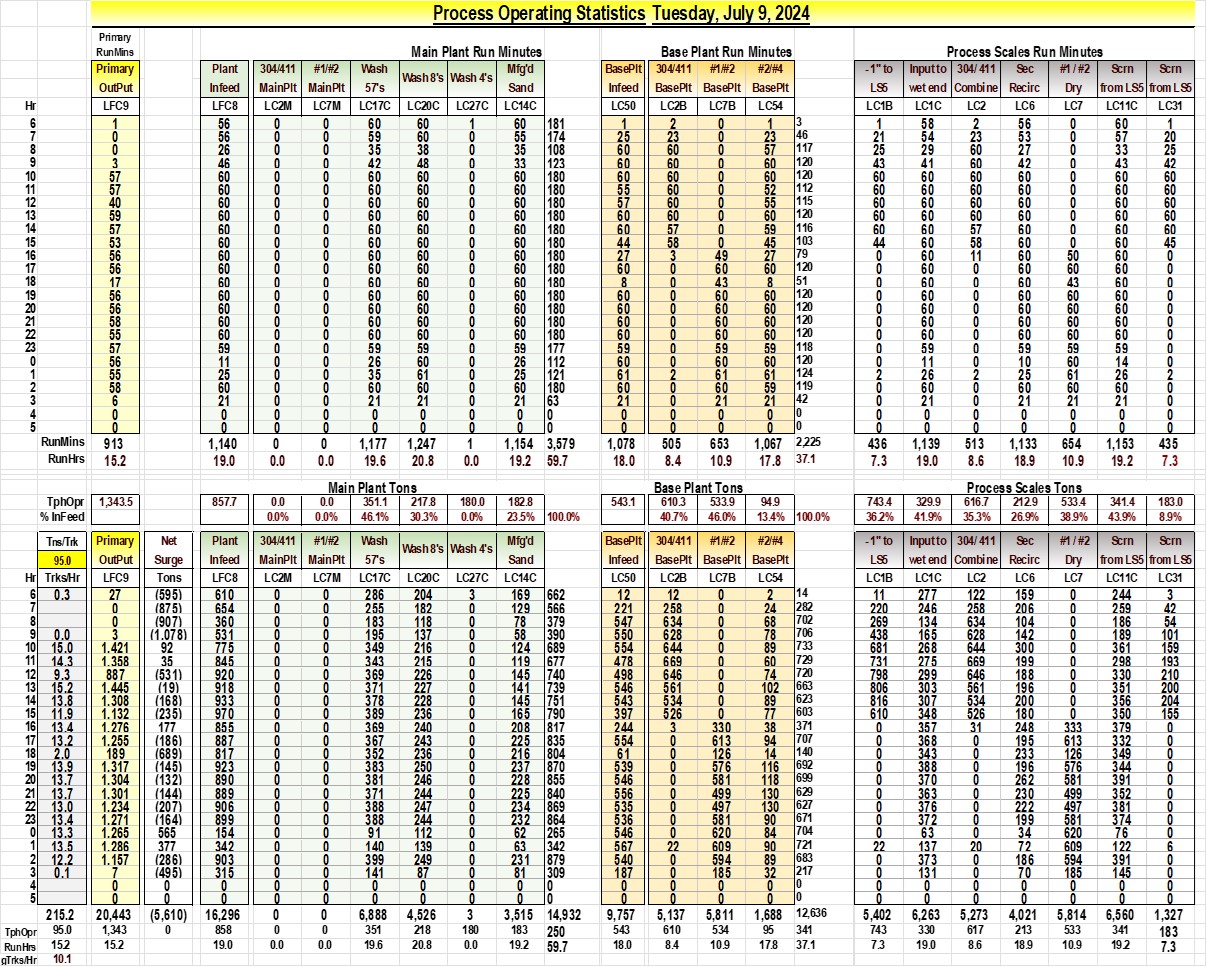 Process Operating Statistics Tuesday, July 9, 2024
Primary
RunMins Main Plant Run Minutes Base Plant Run Minutes Process Scales Run Minutes
Primary Plant 304/411 #1/#2 Wash Wash 8's Wash 4's Mfg'd BasePlt 304/411 #1/#2 #2/#4 -1" to Input to 304/ 411 Sec #1 / #2 Scrn Scrn
OutPut Infeed MainPlt MainPlt 57's Sand Infeed BasePlt BasePlt BasePlt LS5 wet end Combine Recirc Dry from LS5 from LS5
Hr LFC9 LFC8 LC2M LC7M LC17C LC20C LC27C LC14C LC50 LC2B LC7B LC54 LC1B LC1C LC2 LC6 LC7 LC11C LC31
6 1 56 0 0 60 60 1 60 181 1 2 0 1 3 1 58 2 56 0 60 1
7 0 56 0 0 59 60 0 55 174 25 23 0 23 46 21 54 23 53 0 57 20
8 0 26 0 0 35 38 0 35 108 60 60 0 57 117 25 29 60 27 0 33 25
9 3 46 0 0 42 48 0 33 123 60 60 0 60 120 43 41 60 42 0 43 42
10 57 60 0 0 60 60 0 60 180 60 60 0 60 120 60 60 60 60 0 60 60
11 57 60 0 0 60 60 0 60 180 55 60 0 52 112 60 60 60 60 0 60 60
12 40 60 0 0 60 60 0 60 180 57 60 0 55 115 60 60 60 60 0 60 60
13 59 60 0 0 60 60 0 60 180 60 60 0 60 120 60 60 60 60 0 60 60
14 57 60 0 0 60 60 0 60 180 60 57 0 59 116 60 60 57 60 0 60 60
15 53 60 0 0 60 60 0 60 180 44 58 0 45 103 44 60 58 60 0 60 45
16 56 60 0 0 60 60 0 60 180 27 3 49 27 79 0 60 11 60 50 60 0
17 56 60 0 0 60 60 0 60 180 60 0 60 60 120 0 60 0 60 60 60 0
18 17 60 0 0 60 60 0 60 180 8 0 43 8 51 0 60 0 60 43 60 0
19 56 60 0 0 60 60 0 60 180 60 0 60 60 120 0 60 0 60 60 60 0
20 56 60 0 0 60 60 0 60 180 60 0 60 60 120 0 60 0 60 60 60 0
21 58 60 0 0 60 60 0 60 180 60 0 60 60 120 0 60 0 60 60 60 0
22 55 60 0 0 60 60 0 60 180 60 0 60 60 120 0 60 0 60 60 60 0
23 57 59 0 0 59 59 0 59 177 59 0 59 59 118 0 59 0 59 59 59 0
0 56 11 0 0 26 60 0 26 112 60 0 60 60 120 0 11 0 10 60 14 0
1 55 25 0 0 35 61 0 25 121 61 2 61 61 124 2 26 2 25 61 26 2
2 58 60 0 0 60 60 0 60 180 60 0 60 59 119 0 60 0 60 60 60 0
3 6 21 0 0 21 21 0 21 63 21 0 21 21 42 0 21 0 21 21 21 0
4 0 0 0 0 0 0 0 0 0 0 0 0 0 0 0 0 0 0 0 0 0
5 0 0 0 0 0 0 0 0 0 0 0 0 0 0 0 0 0 0 0 0 0
RunMins 913 1,140 0 0 1,177 1,247 1 1,154 3,579 1,078 505 653 1,067 2,225 436 1,139 513 1,133 654 1,153 435
RunHrs 15.2 19.0 0.0 0.0 19.6 20.8 0.0 19.2 59.7 18.0 8.4 10.9 17.8 37.1 7.3 19.0 8.6 18.9 10.9 19.2 7.3
Main Plant Tons Base Plant Tons Process Scales Tons
TphOpr 1,343.5 857.7 0.0 0.0 351.1 217.8 180.0 182.8 543.1 610.3 533.9 94.9 743.4 329.9 616.7 212.9 533.4 341.4 183.0
% InFeed 0.0% 0.0% 46.1% 30.3% 0.0% 23.5% 100.0% 40.7% 46.0% 13.4% 100.0% 36.2% 41.9% 35.3% 26.9% 38.9% 43.9% 8.9%
Tns/Trk Primary Net Plant 304/411 #1/#2 Wash Wash 8's Wash 4's Mfg'd BasePlt 304/411 #1/#2 #2/#4 -1" to Input to 304/ 411 Sec #1 / #2 Scrn Scrn
95.0 OutPut Surge Infeed MainPlt MainPlt 57's Sand Infeed BasePlt BasePlt BasePlt LS5 wet end Combine Recirc Dry from LS5 from LS5
Hr Trks/Hr LFC9 Tons LFC8 LC2M LC7M LC17C LC20C LC27C LC14C LC50 LC2B LC7B LC54 LC1B LC1C LC2 LC6 LC7 LC11C LC31
6 0.3 27 (595) 610 0 0 286 204 3 169 662 12 12 0 2 14 11 277 122 159 0 244 3
7 0 (875) 654 0 0 255 182 0 129 566 221 258 0 24 282 220 246 258 206 0 259 42
8 0 (907) 360 0 0 183 118 0 78 379 547 634 0 68 702 269 134 634 104 0 186 54
9 0.0 3 (1,078) 531 0 0 195 137 0 58 390 550 628 0 78 706 438 165 628 142 0 189 101
10 15.0 1,421 92 775 0 0 349 216 0 124 689 554 644 0 89 733 681 268 644 300 0 361 159
11 14.3 1,358 35 845 0 0 343 215 0 119 677 478 669 0 60 729 731 275 669 199 0 298 193
12 9.3 887 (531) 920 0 0 369 226 0 145 740 498 646 0 74 720 798 299 646 188 0 330 210
13 15.2 1,445 (19) 918 0 0 371 227 0 141 739 546 561 0 102 663 806 303 561 196 0 351 200
14 13.8 1,308 (168) 933 0 0 378 228 0 145 751 543 534 0 89 623 816 307 534 200 0 356 204
15 11.9 1,132 (235) 970 0 0 389 236 0 165 790 397 526 0 77 603 610 348 526 180 0 350 155
16 13.4 1,276 177 855 0 0 369 240 0 208 817 244 3 330 38 371 0 357 31 248 333 379 0
17 13.2 1,255 (186) 887 0 0 367 243 0 225 835 554 0 613 94 707 0 368 0 195 613 332 0
18 2.0 189 (689) 817 0 0 352 236 0 216 804 61 0 126 14 140 0 343 0 233 126 349 0
19 13.9 1,317 (145) 923 0 0 383 250 0 237 870 539 0 576 116 692 0 388 0 196 576 344 0
20 13.7 1,304 (132) 890 0 0 381 246 0 228 855 546 0 581 118 699 0 370 0 262 581 391 0
21 13.7 1,301 (144) 889 0 0 371 244 0 225 840 556 0 499 130 629 0 363 0 230 499 352 0
22 13.0 1,234 (207) 906 0 0 388 247 0 234 869 535 0 497 130 627 0 376 0 222 497 381 0
23 13.4 1,271 (164) 899 0 0 388 244 0 232 864 536 0 581 90 671 0 372 0 199 581 374 0
0 13.3 1,265 565 154 0 0 91 112 0 62 265 546 0 620 84 704 0 63 0 34 620 76 0
1 13.5 1,286 377 342 0 0 140 139 0 63 342 567 22 609 90 721 22 137 20 72 609 122 6
2 12.2 1,157 (286) 903 0 0 399 249 0 231 879 540 0 594 89 683 0 373 0 186 594 391 0
3 0.1 7 (495) 315 0 0 141 87 0 81 309 187 0 185 32 217 0 131 0 70 185 145 0
4 0 0 0 0 0 0 0 0 0 0 0 0 0 0 0 0 0 0 0 0 0 0
5 0 0 0 0 0 0 0 0 0 0 0 0 0 0 0 0 0 0 0 0 0 0
215.2 20,443 (5,610) 16,296 0 0 6,888 4,526 3 3,515 14,932 9,757 5,137 5,811 1,688 12,636 5,402 6,263 5,273 4,021 5,814 6,560 1,327
TphOpr 95.0 1,343 0 858 0 0 351 218 180 183 250 543 610 534 95 341 743 330 617 213 533 341 183
RunHrs 15.2 15.2 19.0 0.0 0.0 19.6 20.8 0.0 19.2 59.7 18.0 8.4 10.9 17.8 37.1 7.3 19.0 8.6 18.9 10.9 19.2 7.3
gTrks/Hr 10.1